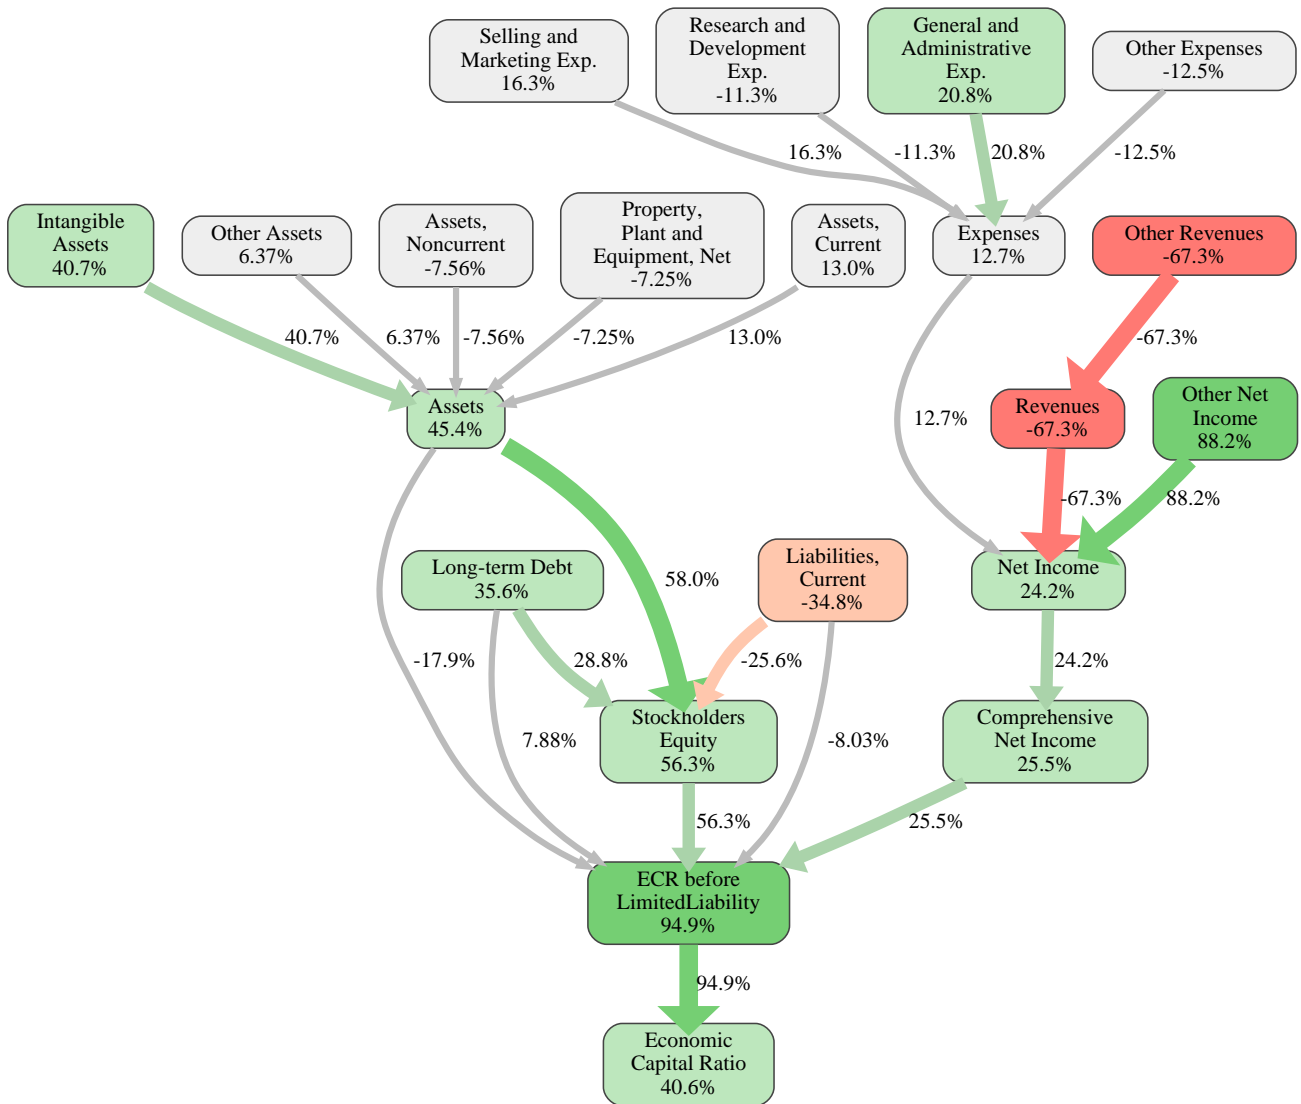 Selling and
Marketing Exp.
16.3%
Research and
Development
Exp.
-11.3%
General and
Administrative
Exp.
20.8%
Other Expenses
-12.5%
16.3%
-11.3%
20.8%
-12.5%
Intangible
Assets
40.7%
Other Assets
6.37%
Assets,
Noncurrent
-7.56%
Property,
Plant and
Equipment, Net
-7.25%
Assets,
Current
13.0%
Expenses
12.7%
Other Revenues
-67.3%
40.7%
6.37%
-7.56%
-7.25%
13.0%
-67.3%
Assets
45.4%
12.7%
Revenues
-67.3%
Other Net
Income
88.2%
-67.3%
88.2%
Long-term Debt
35.6%
58.0%
Liabilities,
Current
-34.8%
Net Income
24.2%
-17.9%
28.8%
-25.6%
24.2%
7.88%
Stockholders
Equity
56.3%
-8.03%
Comprehensive
Net Income
25.5%
56.3%
25.5%
ECR before
LimitedLiability
94.9%
94.9%
Economic
Capital Ratio
40.6%